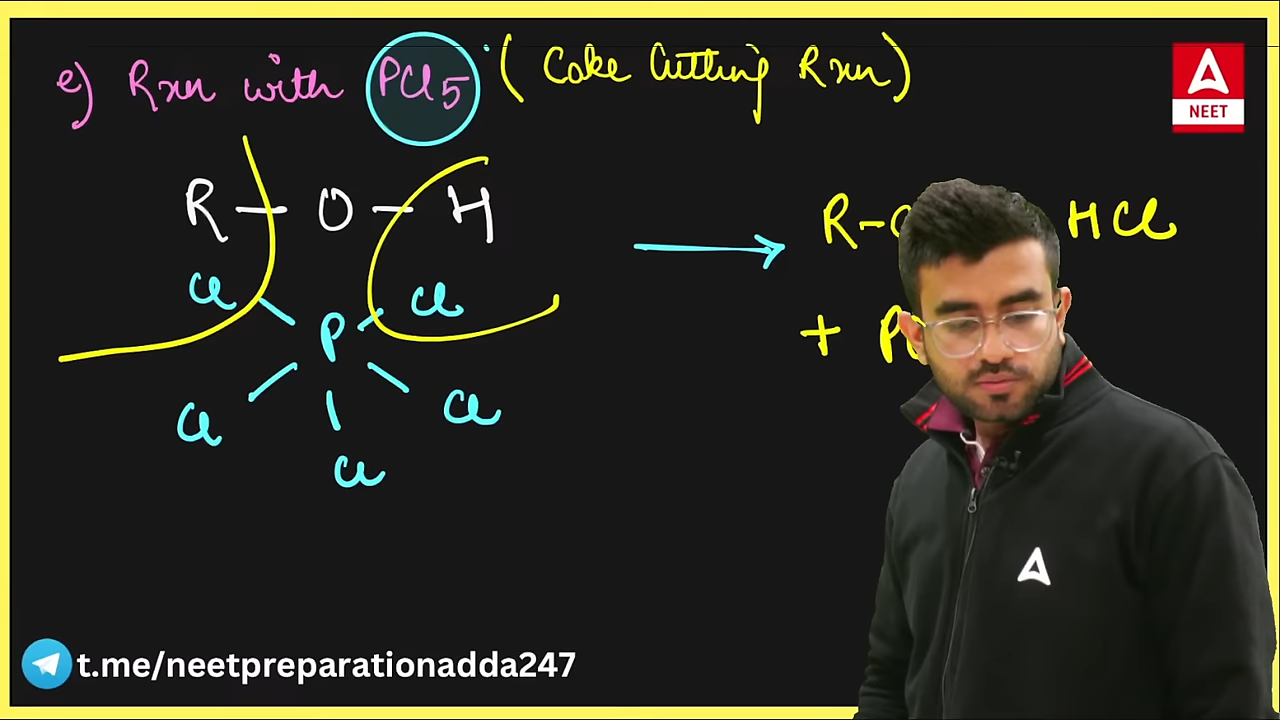 e) Rxn with PCl5 (Cake Cutting Rxn)
NEET
R-O-H
R- HCl
Cl Cl
P
+
Cl Cl
Cl
t.me/neetpreparationadda247